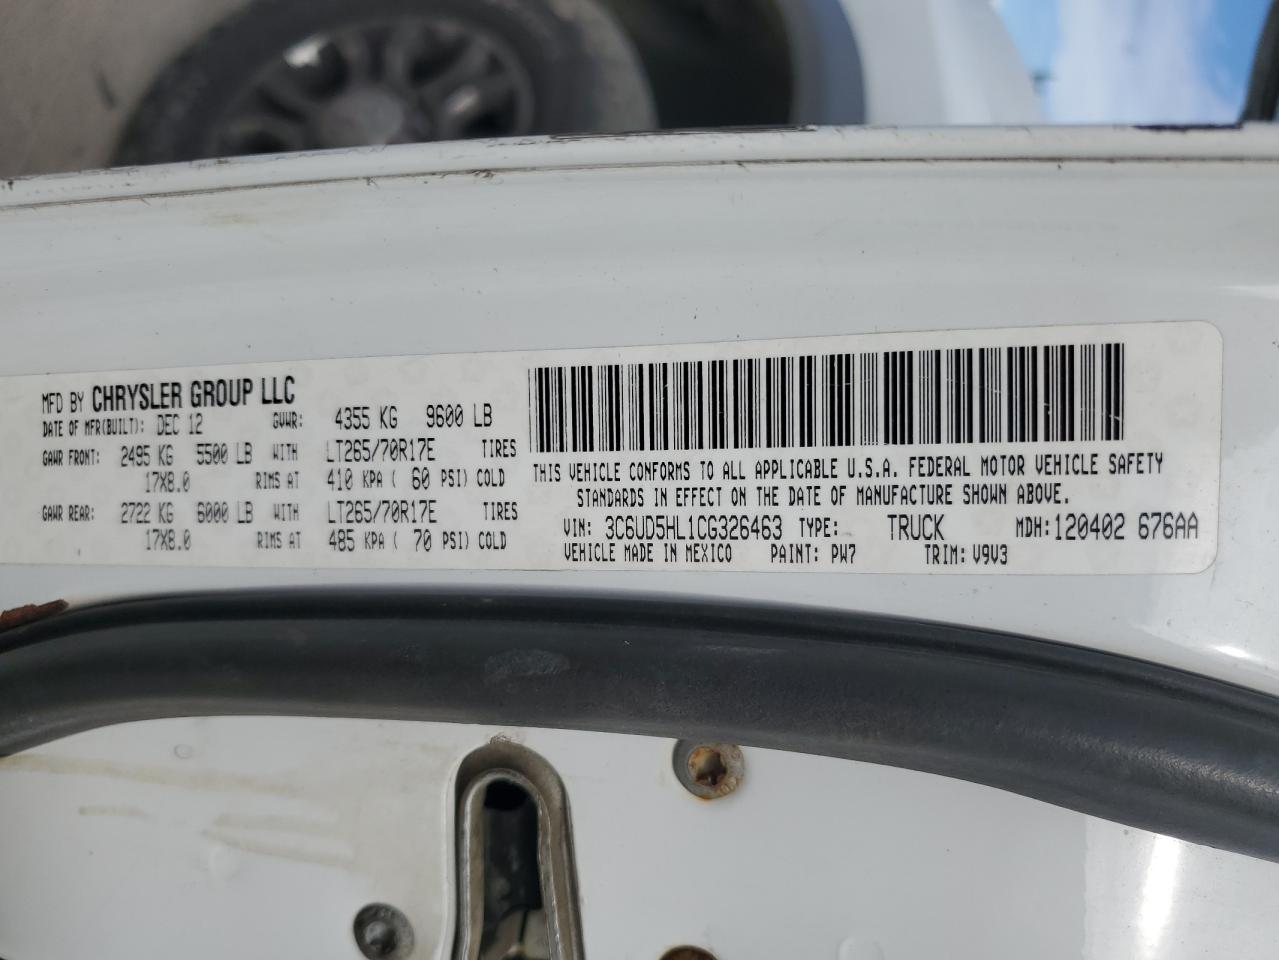 MFD BY CHRYSLER GROUP LLC
DATE OF MFR(BUILT): DEC 12 GVWR: 4355 KG 9600 LB
GAWR FRONT: 2495 KG 5500 LB WITH LT265/70R17E TIRES
17X8.0 RIMS AT 410 KPA ( 60 PSI) COLD
GAWR REAR: 2722 KG 6000 LB WITH LT265/70R17E TIRES
17X8.0 RIMS AT 485 KPA ( 70 PSI) COLD
THIS VEHICLE CONFORMS TO ALL APPLICABLE U.S.A. FEDERAL MOTOR VEHICLE SAFETY
STANDARDS IN EFFECT ON THE DATE OF MANUFACTURE SHOWN ABOVE.
VIN: 3C6UD5HL1CG326463 TYPE: TRUCK MDH:120402 676AA
VEHICLE MADE IN MEXICO PAINT: PW7 TRIM: V9V3